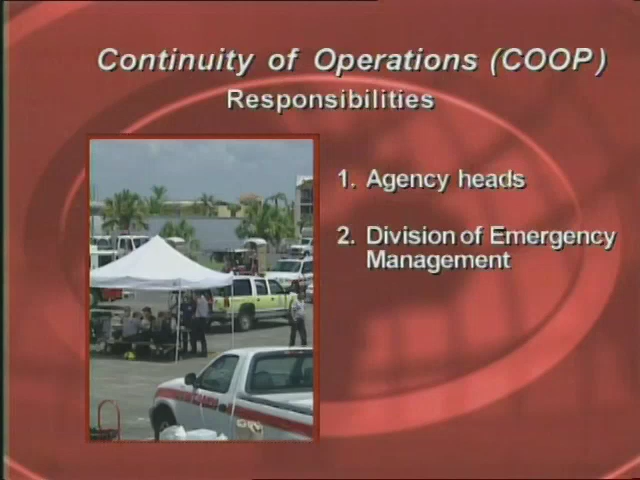 Continuity of Operations (COOP)
Responsibilities
1. Agency heads
2. Division of Emergency
Management